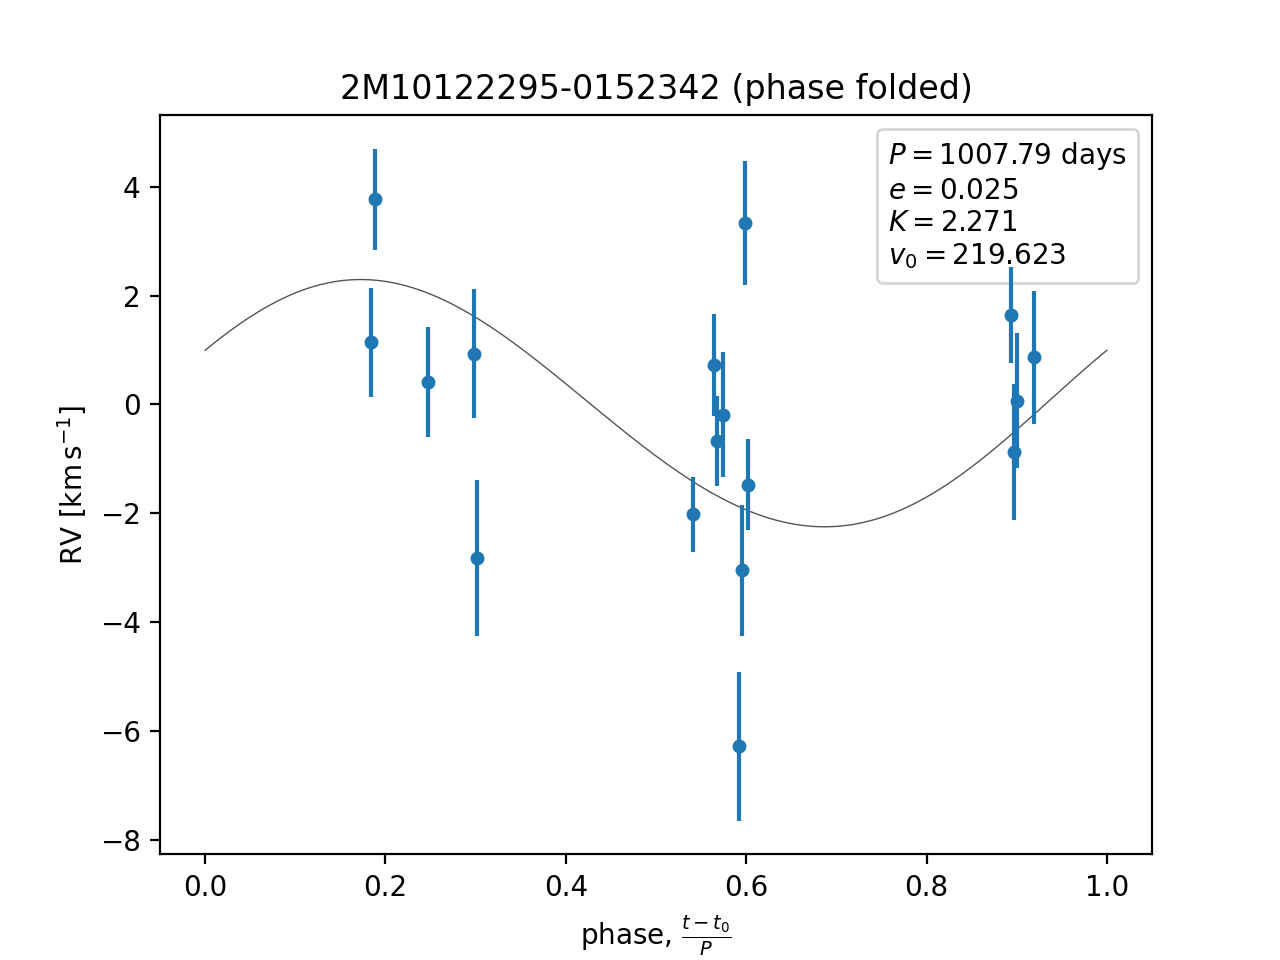 2M10122295-0152342 (phase folded)
P = 1007.79 days
e = 0.025
K = 2.271
v₀ = 219.623
RV [km s⁻¹]
4
2
0
−2
−4
−6
−8
0.0 0.2 0.4 0.6 0.8 1.0
phase, (t − t₀)/P